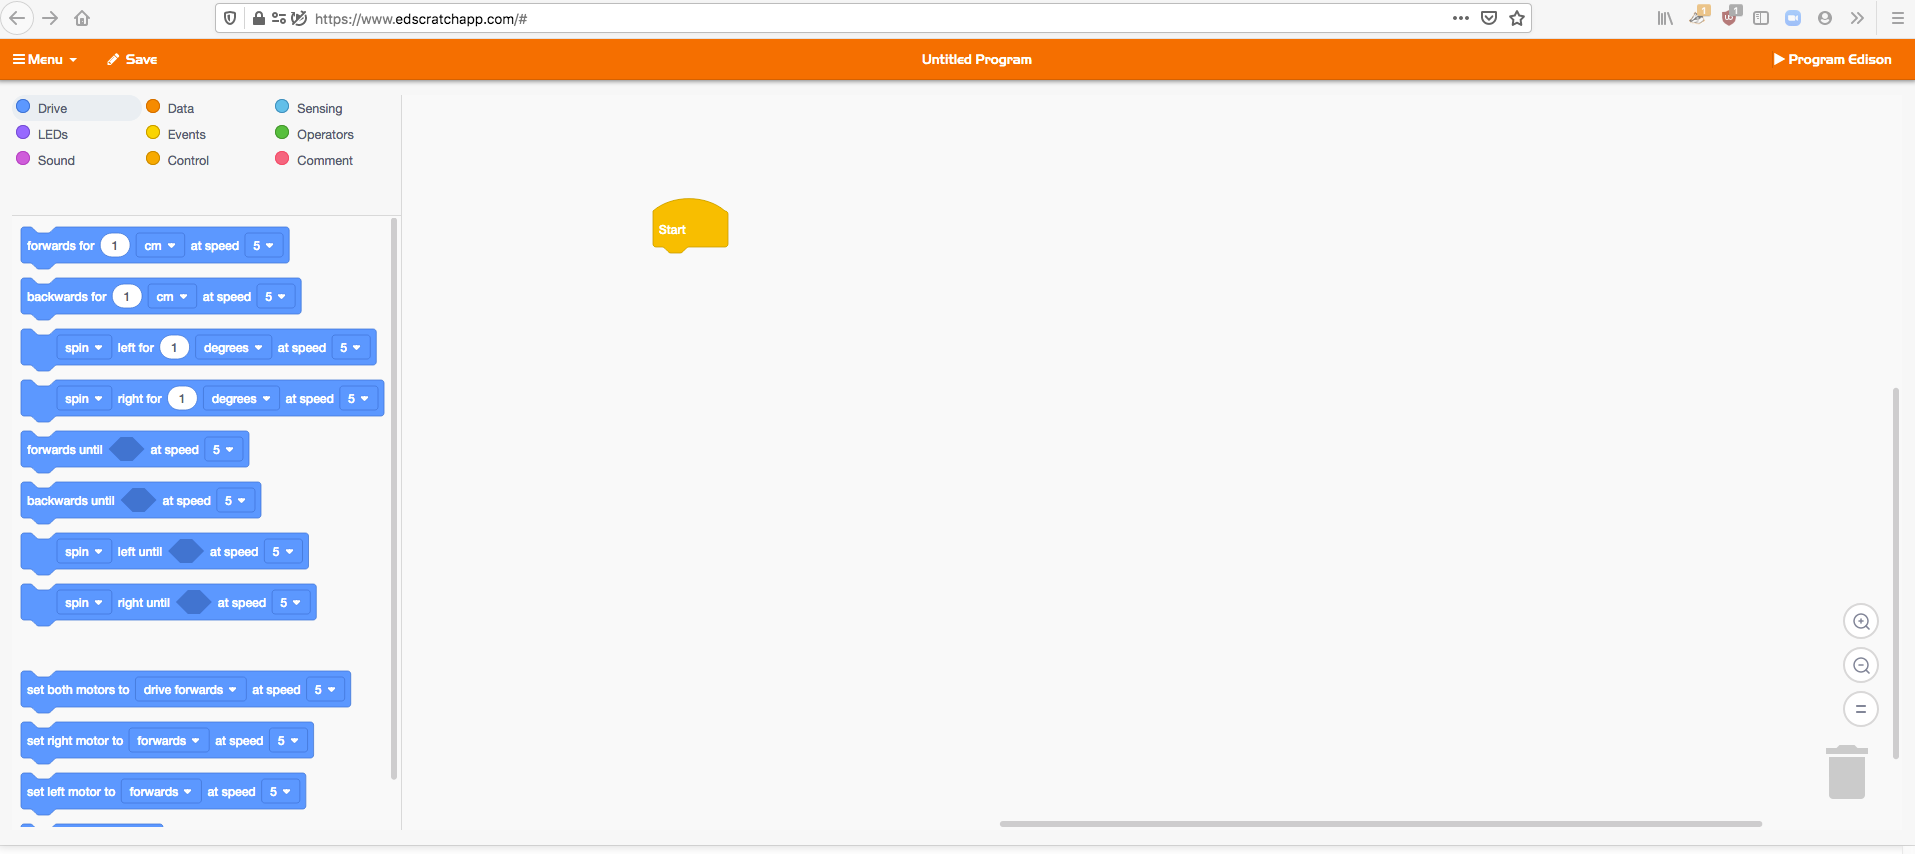 https://www.edscratchapp.com/#
1
1
Menu
Save
Untitled Program
Program Edison
Drive
Data
Sensing
LEDs
Events
Operators
Sound
Control
Comment
forwards for 1 cm at speed 5
backwards for 1 cm at speed 5
spin left for 1 degrees at speed 5
spin right for 1 degrees at speed 5
forwards until at speed 5
backwards until at speed 5
spin left until at speed 5
spin right until at speed 5
set both motors to drive forwards at speed 5
set right motor to forwards at speed 5
set left motor to forwards at speed 5
Start